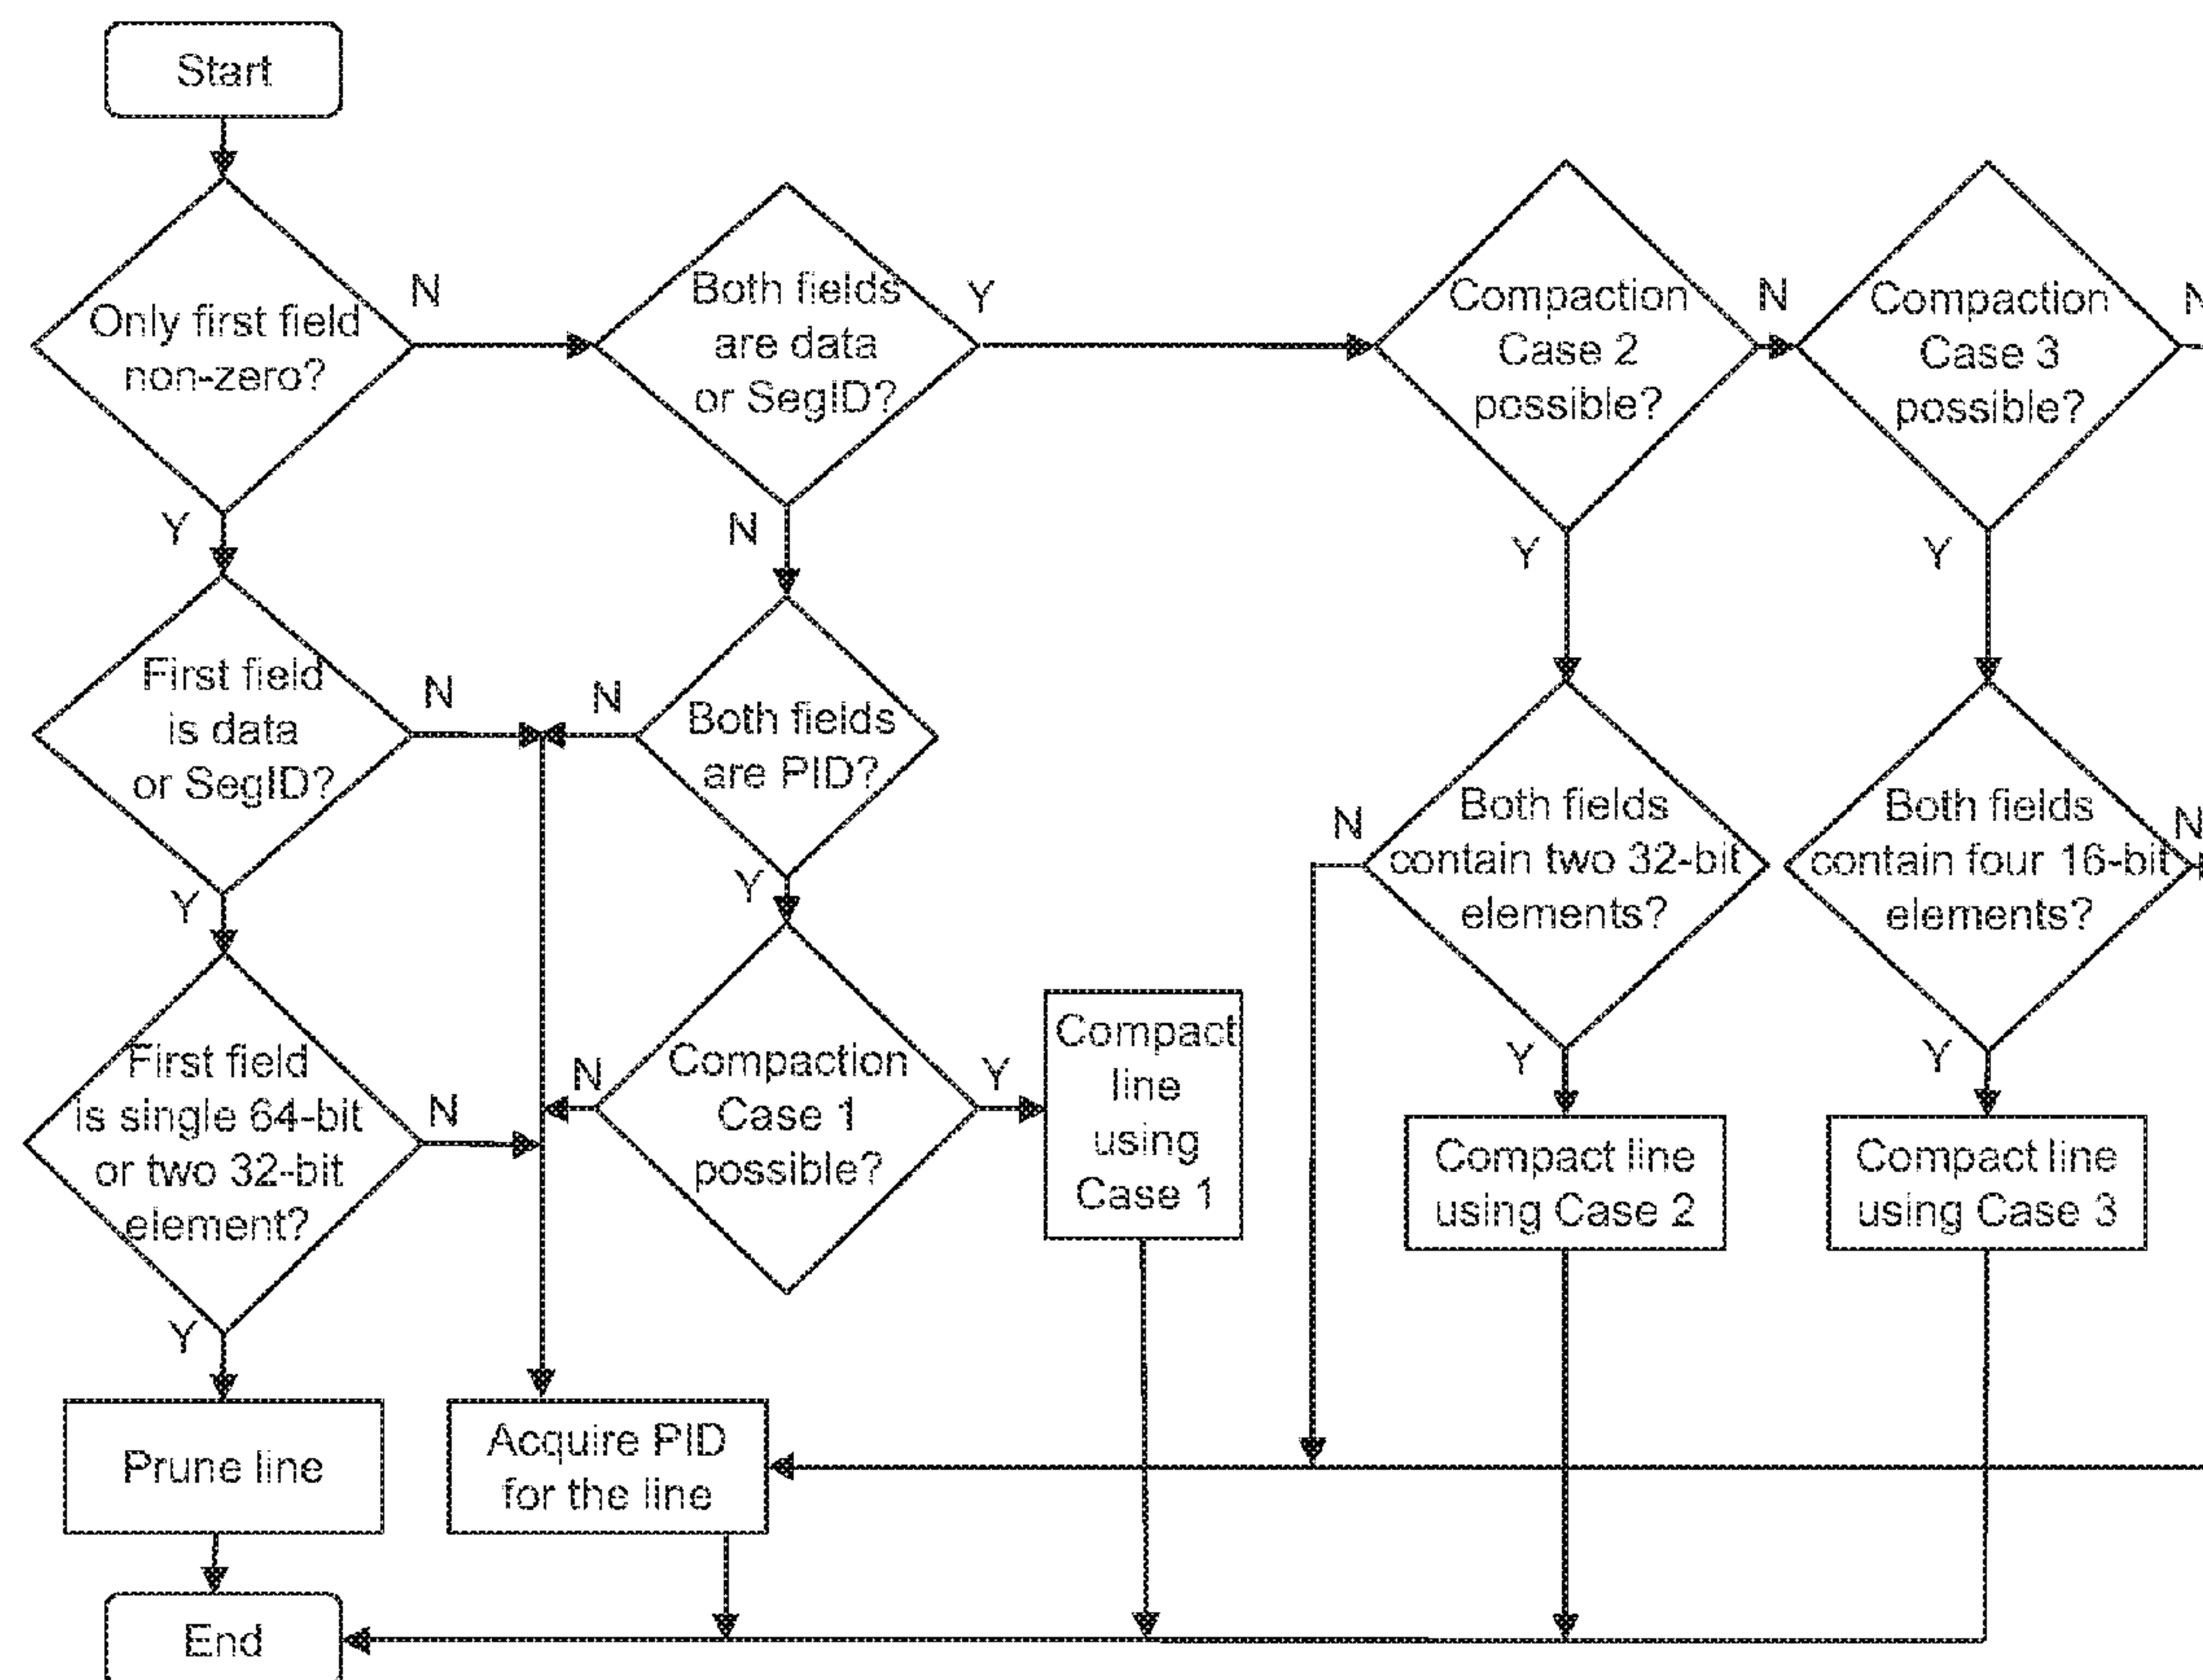 Start
Only first field
non-zero?
N
Y
Both fields
are data
or SegID?
Y
N
Compaction
Case 2
possible?
N
Y
Compaction
Case 3
possible?
N
Y
First field
is data
or SegID?
N
Y
Both fields
are PID?
N
Y
Both fields
contain two 32-bit
elements?
N
Y
Both fields
contain four 16-bit
elements?
N
Y
First field
is single 64-bit
or two 32-bit
element?
N
Y
Compaction
Case 1
possible?
N
Y
Compact
line
using
Case 1
Compact line
using Case 2
Compact line
using Case 3
Prune line
Acquire PID
for the line
End